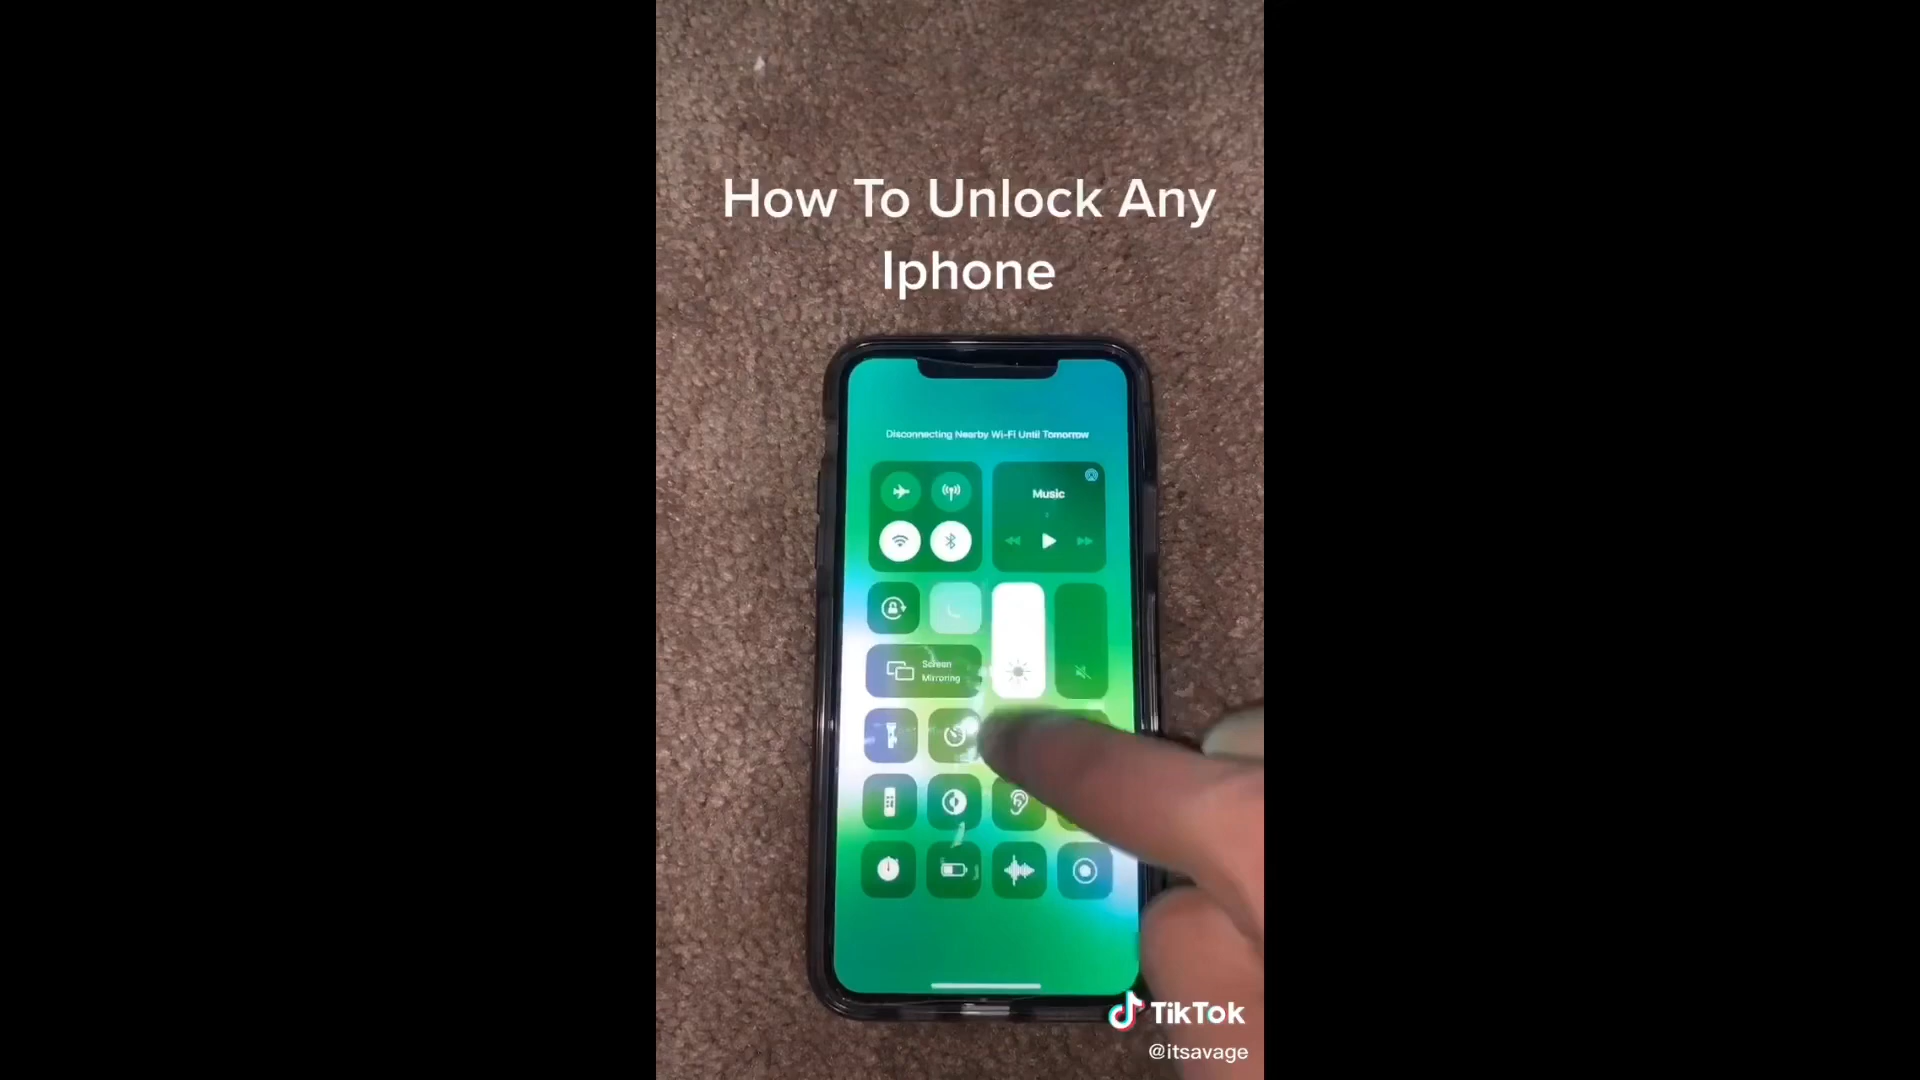 How To Unlock Any
Iphone
Disconnecting Nearby Wi-Fi Until Tomorrow
Music
Screen
Mirroring
TikTok
@itsavage